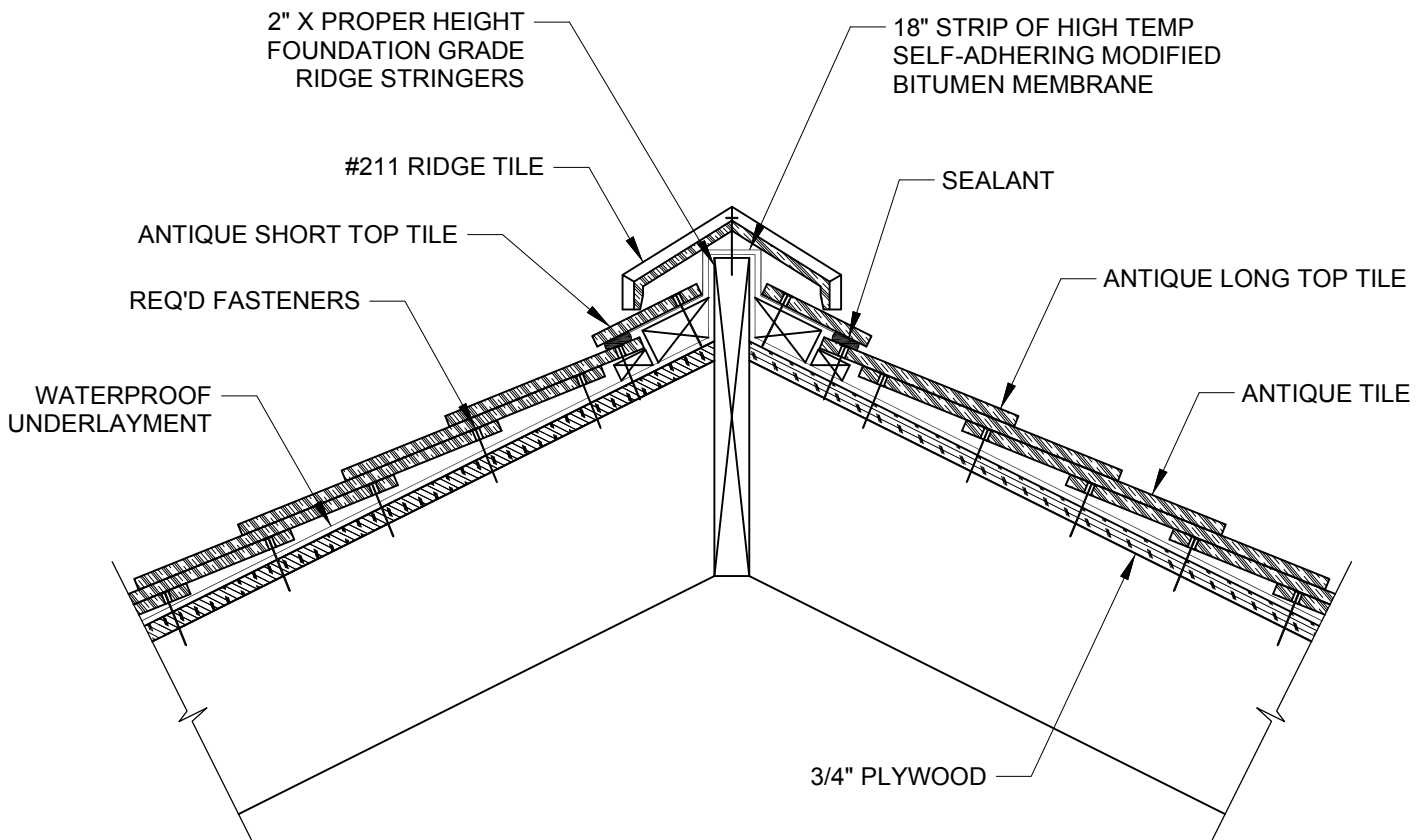 2" X PROPER HEIGHT
FOUNDATION GRADE
RIDGE STRINGERS
18" STRIP OF HIGH TEMP
SELF-ADHERING MODIFIED
BITUMEN MEMBRANE
#211 RIDGE TILE
SEALANT
ANTIQUE SHORT TOP TILE
ANTIQUE LONG TOP TILE
REQ'D FASTENERS
WATERPROOF
UNDERLAYMENT
ANTIQUE TILE
3/4" PLYWOOD